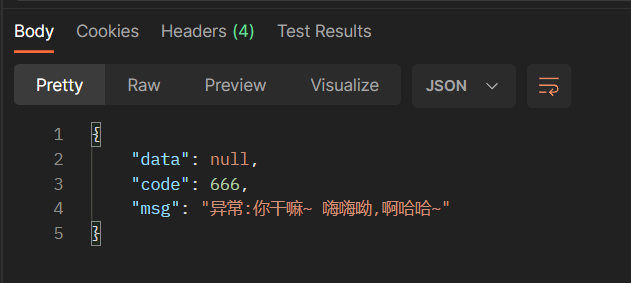 Body Cookies Headers (4) Test Results
Pretty Raw Preview Visualize JSON
1 {
2 "data": null,
3 "code": 666,
4 "msg": "异常:你干嘛~ 嗨嗨呦,啊哈哈~"
5 }